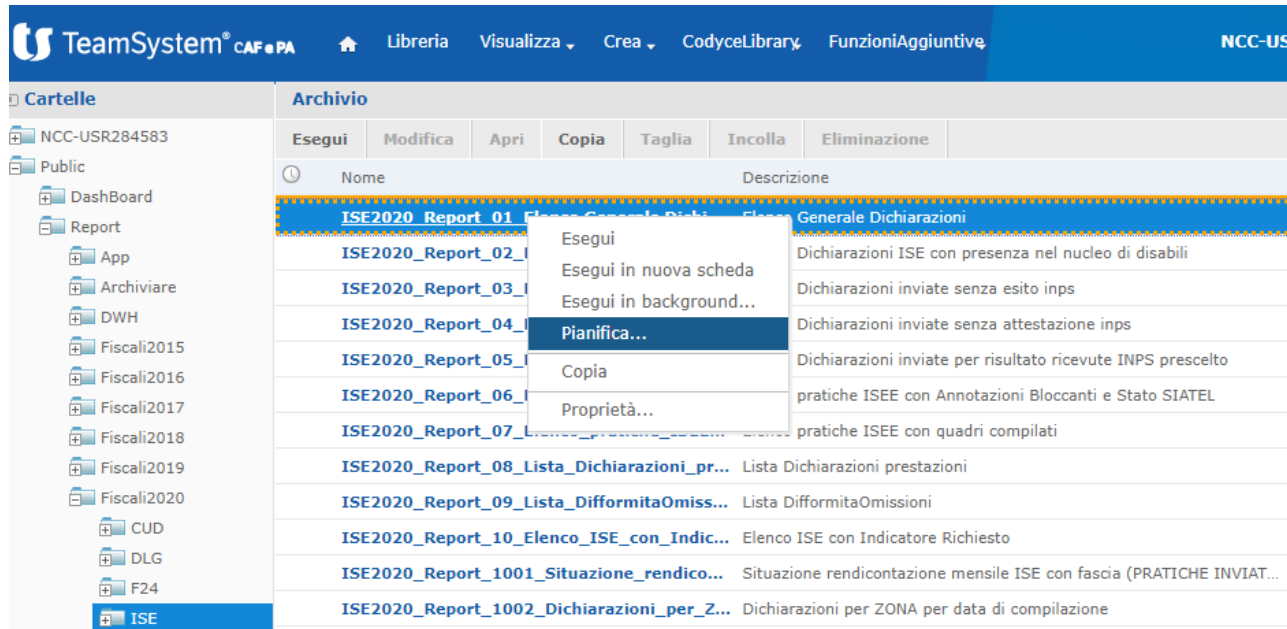 TeamSystem® CAF e PA Libreria Visualizza Crea CodyceLibrary FunzioniAggiuntive NCC-US
Cartelle
NCC-USR284583
Public
DashBoard
Report
App
Archiviare
DWH
Fiscali2015
Fiscali2016
Fiscali2017
Fiscali2018
Fiscali2019
Fiscali2020
CUD
DLG
F24
ISE
Archivio
Esegui Modifica Apri Copia Taglia Incolla Eliminazione
Nome Descrizione
ISE2020_Report_01_Elenco Generale Dichi... Elenco Generale Dichiarazioni
ISE2020_Report_02_ Dichiarazioni ISE con presenza nel nucleo di disabili
ISE2020_Report_03_ Dichiarazioni inviate senza esito inps
ISE2020_Report_04_ Dichiarazioni inviate senza attestazione inps
ISE2020_Report_05_ Dichiarazioni inviate per risultato ricevute INPS prescelto
ISE2020_Report_06_ pratiche ISEE con Annotazioni Bloccanti e Stato SIATEL
ISE2020_Report_07_Elenco_pratiche_ISEE... Elenco pratiche ISEE con quadri compilati
ISE2020_Report_08_Lista_Dichiarazioni_pr... Lista Dichiarazioni prestazioni
ISE2020_Report_09_Lista_DifformitaOmiss... Lista DifformitaOmissioni
ISE2020_Report_10_Elenco_ISE_con_Indic... Elenco ISE con Indicatore Richiesto
ISE2020_Report_1001_Situazione_rendico... Situazione rendicontazione mensile ISE con fascia (PRATICHE INVIAT...
ISE2020_Report_1002_Dichiarazioni_per_Z... Dichiarazioni per ZONA per data di compilazione
Esegui
Esegui in nuova scheda
Esegui in background...
Pianifica...
Copia
Proprietà...